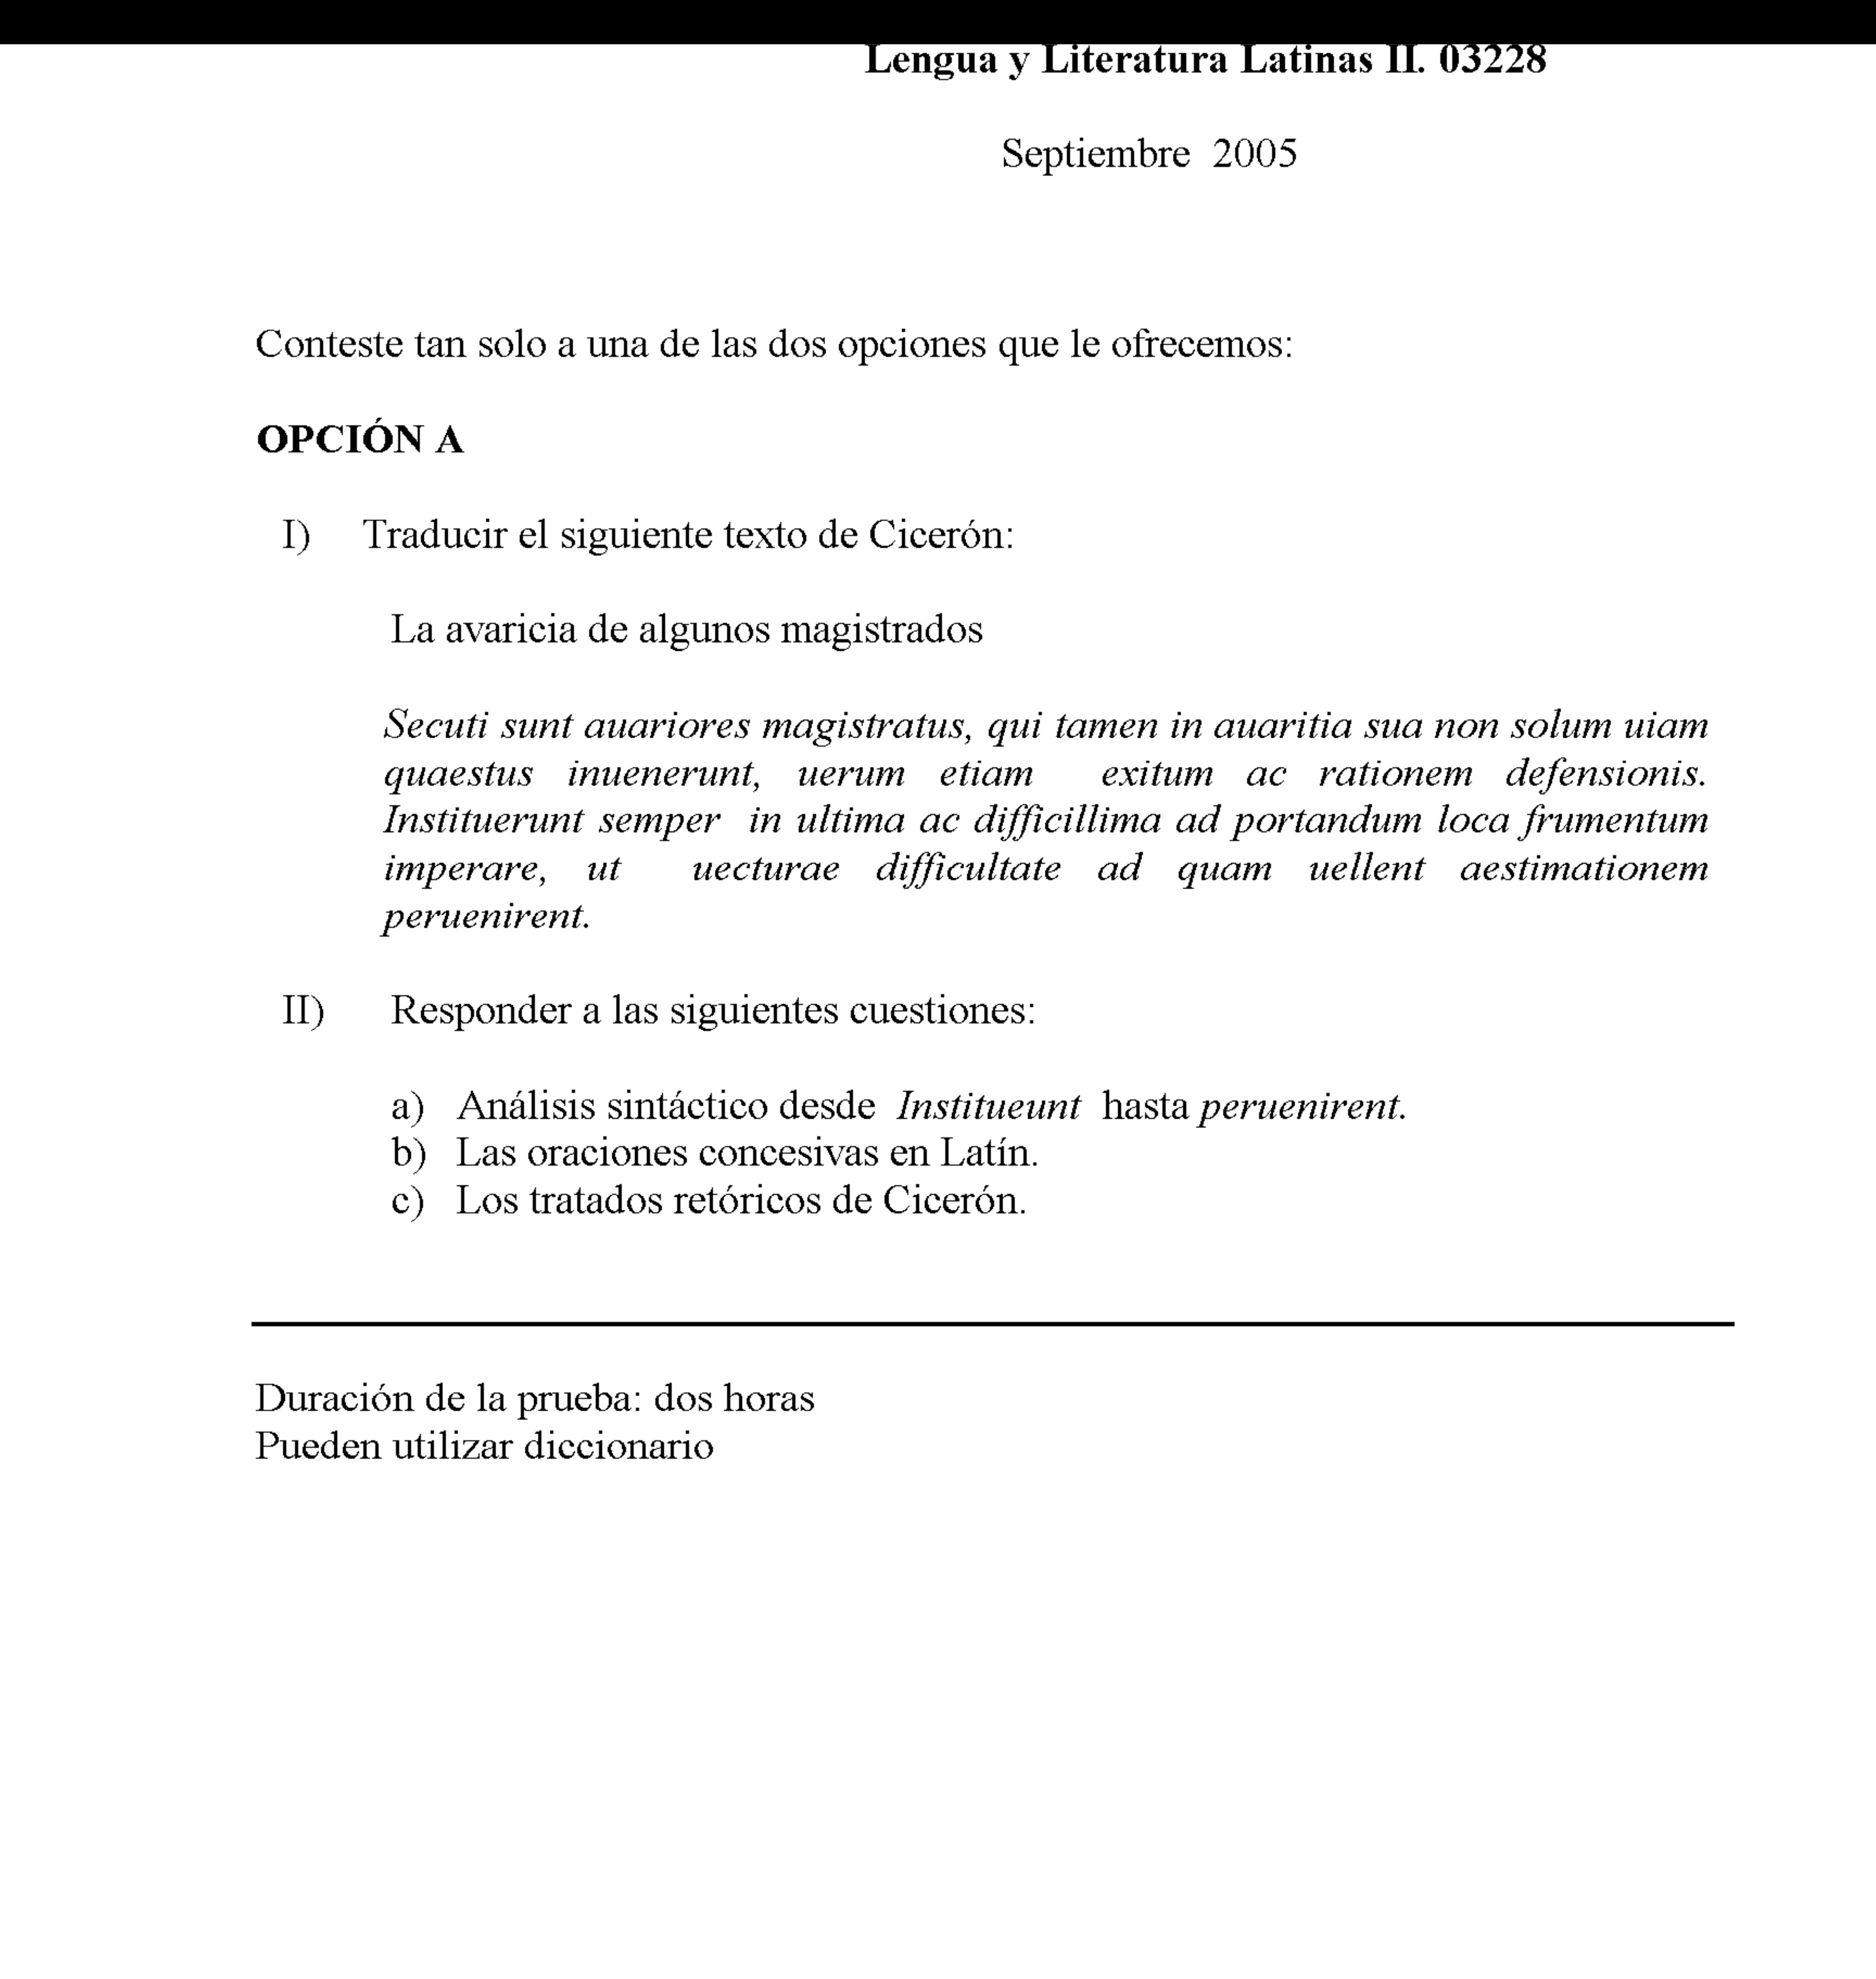 Lengua y Literatura Latinas II. 03228
Septiembre 2005
Conteste tan solo a una de las dos opciones que le ofrecemos:
OPCIÓN A
I) Traducir el siguiente texto de Cicerón:
La avaricia de algunos magistrados
Secuti sunt auariores magistratus, qui tamen in auaritia sua non solum uiam
quaestus inuenerunt, uerum etiam exitum ac rationem defensionis.
Instituerunt semper in ultima ac difficillima ad portandum loca frumentum
imperare, ut uecturae difficultate ad quam uellent aestimationem
peruenirent.
II) Responder a las siguientes cuestiones:
a) Análisis sintáctico desde Institueunt hasta peruenirent.
b) Las oraciones concesivas en Latín.
c) Los tratados retóricos de Cicerón.
Duración de la prueba: dos horas
Pueden utilizar diccionario